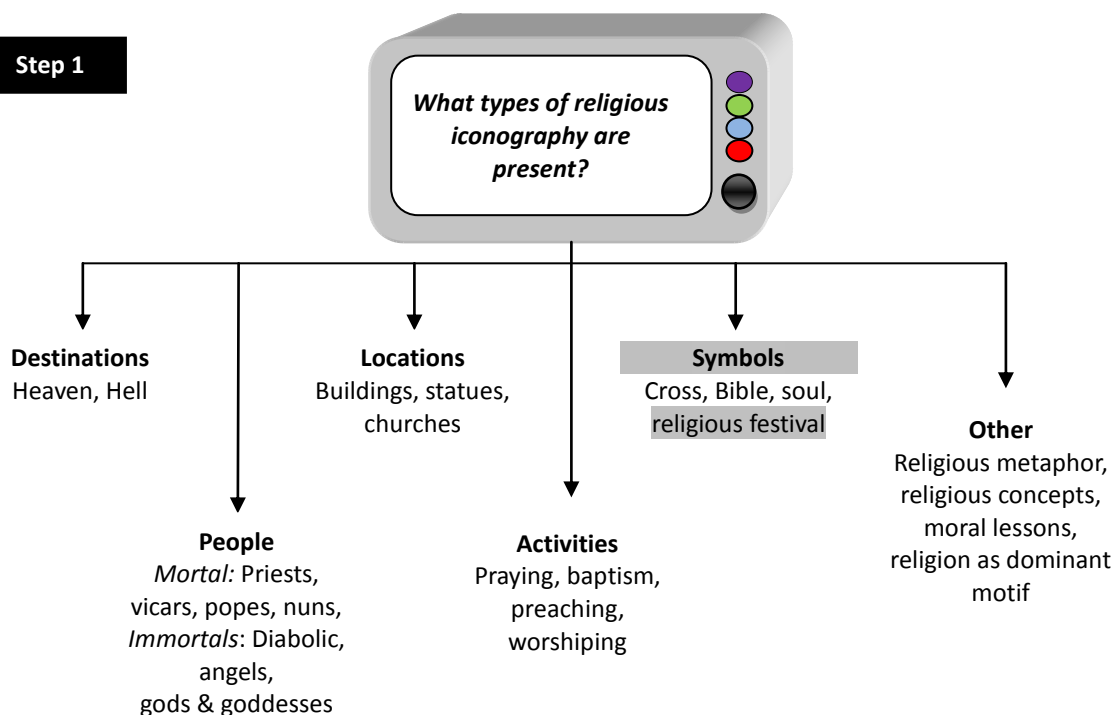 Step 1
What types of religious
iconography are
present?
Destinations
Heaven, Hell
Locations
Buildings, statues,
churches
Symbols
Cross, Bible, soul,
religious festival
Other
Religious metaphor,
religious concepts,
moral lessons,
religion as dominant
motif
People
Mortal: Priests,
vicars, popes, nuns,
Immortals: Diabolic,
angels,
gods & goddesses
Activities
Praying, baptism,
preaching,
worshiping